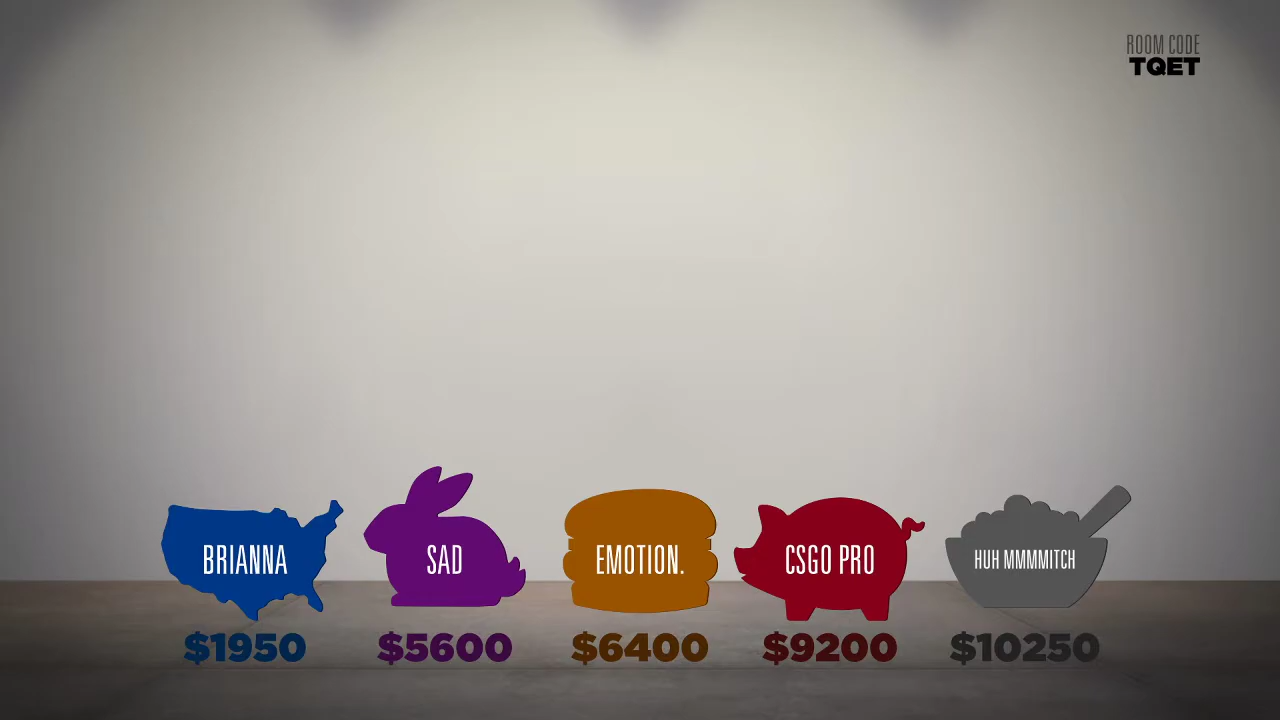 ROOM CODE
TQET
BRIANNA
SAD
EMOTION.
CSGO PRO
HUH MMMMITCH
$1950
$5600
$6400
$9200
$10250